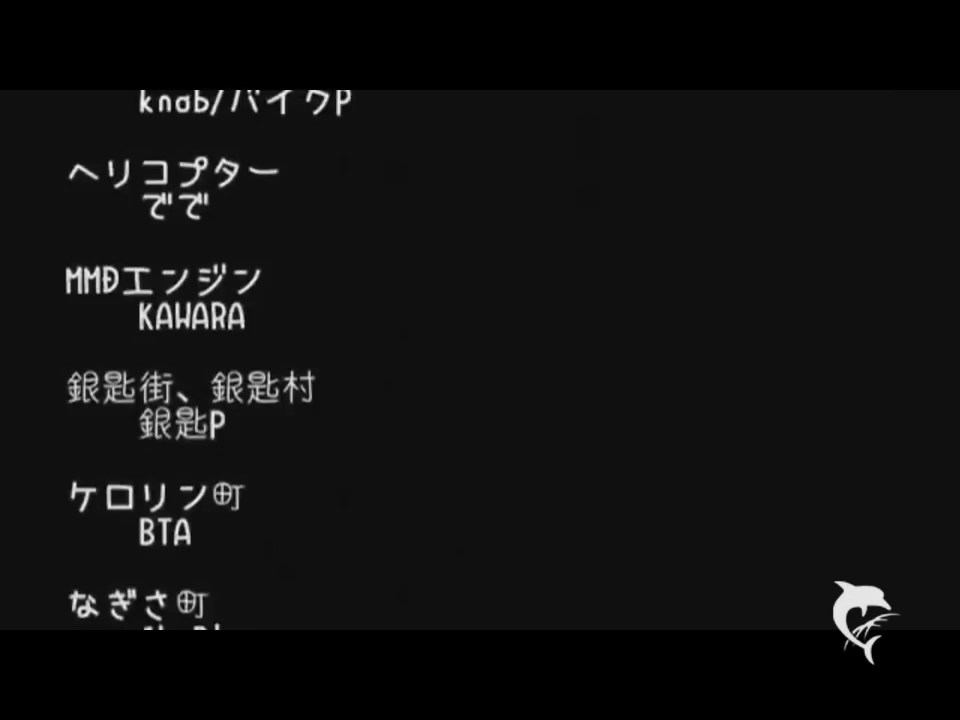 knob/バイクP
ヘリコプター
でで
MMDエンジン
KAWARA
銀匙街、銀匙村
銀匙P
ケロリン町
BTA
なぎさ町